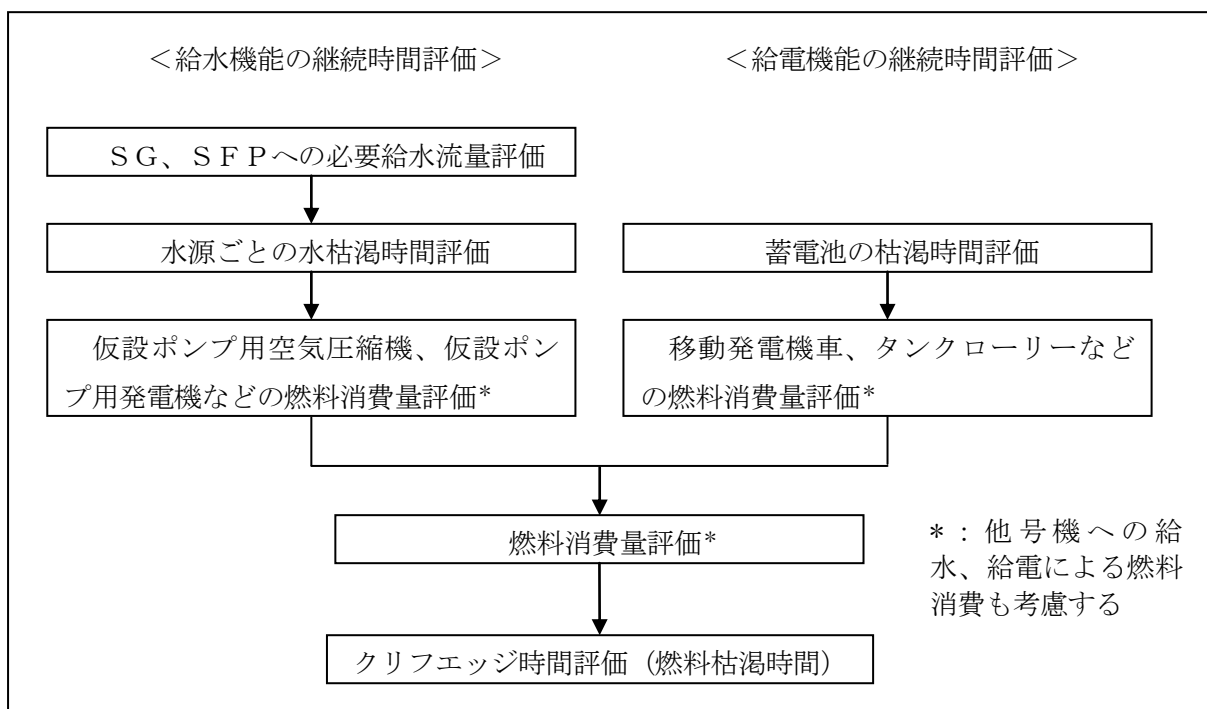 ＜給水機能の継続時間評価＞
ＳＧ、ＳＦＰへの必要給水流量評価
水源ごとの水枯渇時間評価
仮設ポンプ用空気圧縮機、仮設ポン
プ用発電機などの燃料消費量評価*
＜給電機能の継続時間評価＞
蓄電池の枯渇時間評価
移動発電機車、タンクローリーなど
の燃料消費量評価*
燃料消費量評価*
クリフエッジ時間評価（燃料枯渇時間）
*：他号機への給
水、給電による燃料
消費も考慮する